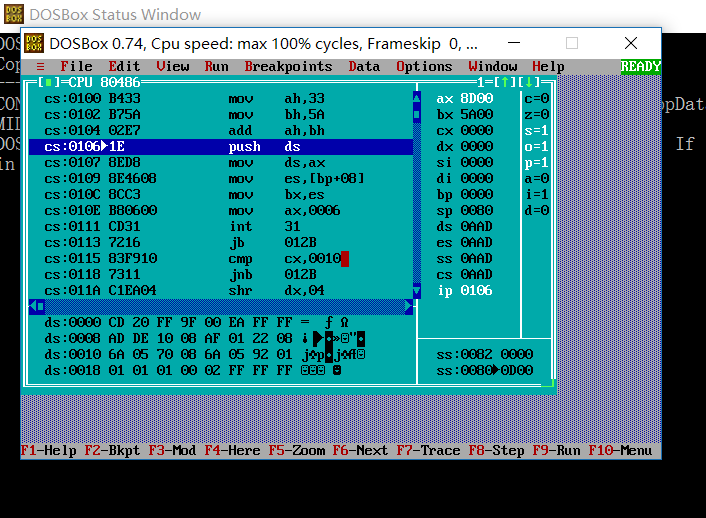 DOSBox Status Window
DOSBox 0.74, Cpu speed: max 100% cycles, Frameskip 0, ...
≡ File Edit View Run Breakpoints Data Options Window Help READY
[■]=CPU 80486 1=[↑][↓]
cs:0100 B433 mov ah,33 ax 8D00 c=0
cs:0102 B75A mov bh,5A bx 5A00 z=0
cs:0104 02E7 add ah,bh cx 0000 s=1
cs:0106►1E push ds dx 0000 o=1
cs:0107 8ED8 mov ds,ax si 0000 p=1
cs:0109 8E4608 mov es,[bp+08] di 0000 a=0
cs:010C 8CC3 mov bx,es bp 0000 i=1
cs:010E B80600 mov ax,0006 sp 0080 d=0
cs:0111 CD31 int 31 ds 0AAD
cs:0113 7216 jb 012B es 0AAD
cs:0115 83F910 cmp cx,0010 ss 0AAD
cs:0118 7311 jnb 012B cs 0AAD
cs:011A C1EA04 shr dx,04 ip 0106
ds:0000 CD 20 FF 9F 00 EA FF FF = ƒ Ω
ds:0008 AD DE 10 08 AF 01 22 08
ds:0010 6A 05 70 08 6A 05 92 01
ds:0018 01 01 01 00 02 FF FF FF
ss:0082 0000
ss:0080►0D00
F1-Help F2-Bkpt F3-Mod F4-Here F5-Zoom F6-Next F7-Trace F8-Step F9-Run F10-Menu
DOS
Cop
CON
MID
DOS
in
opDat
If